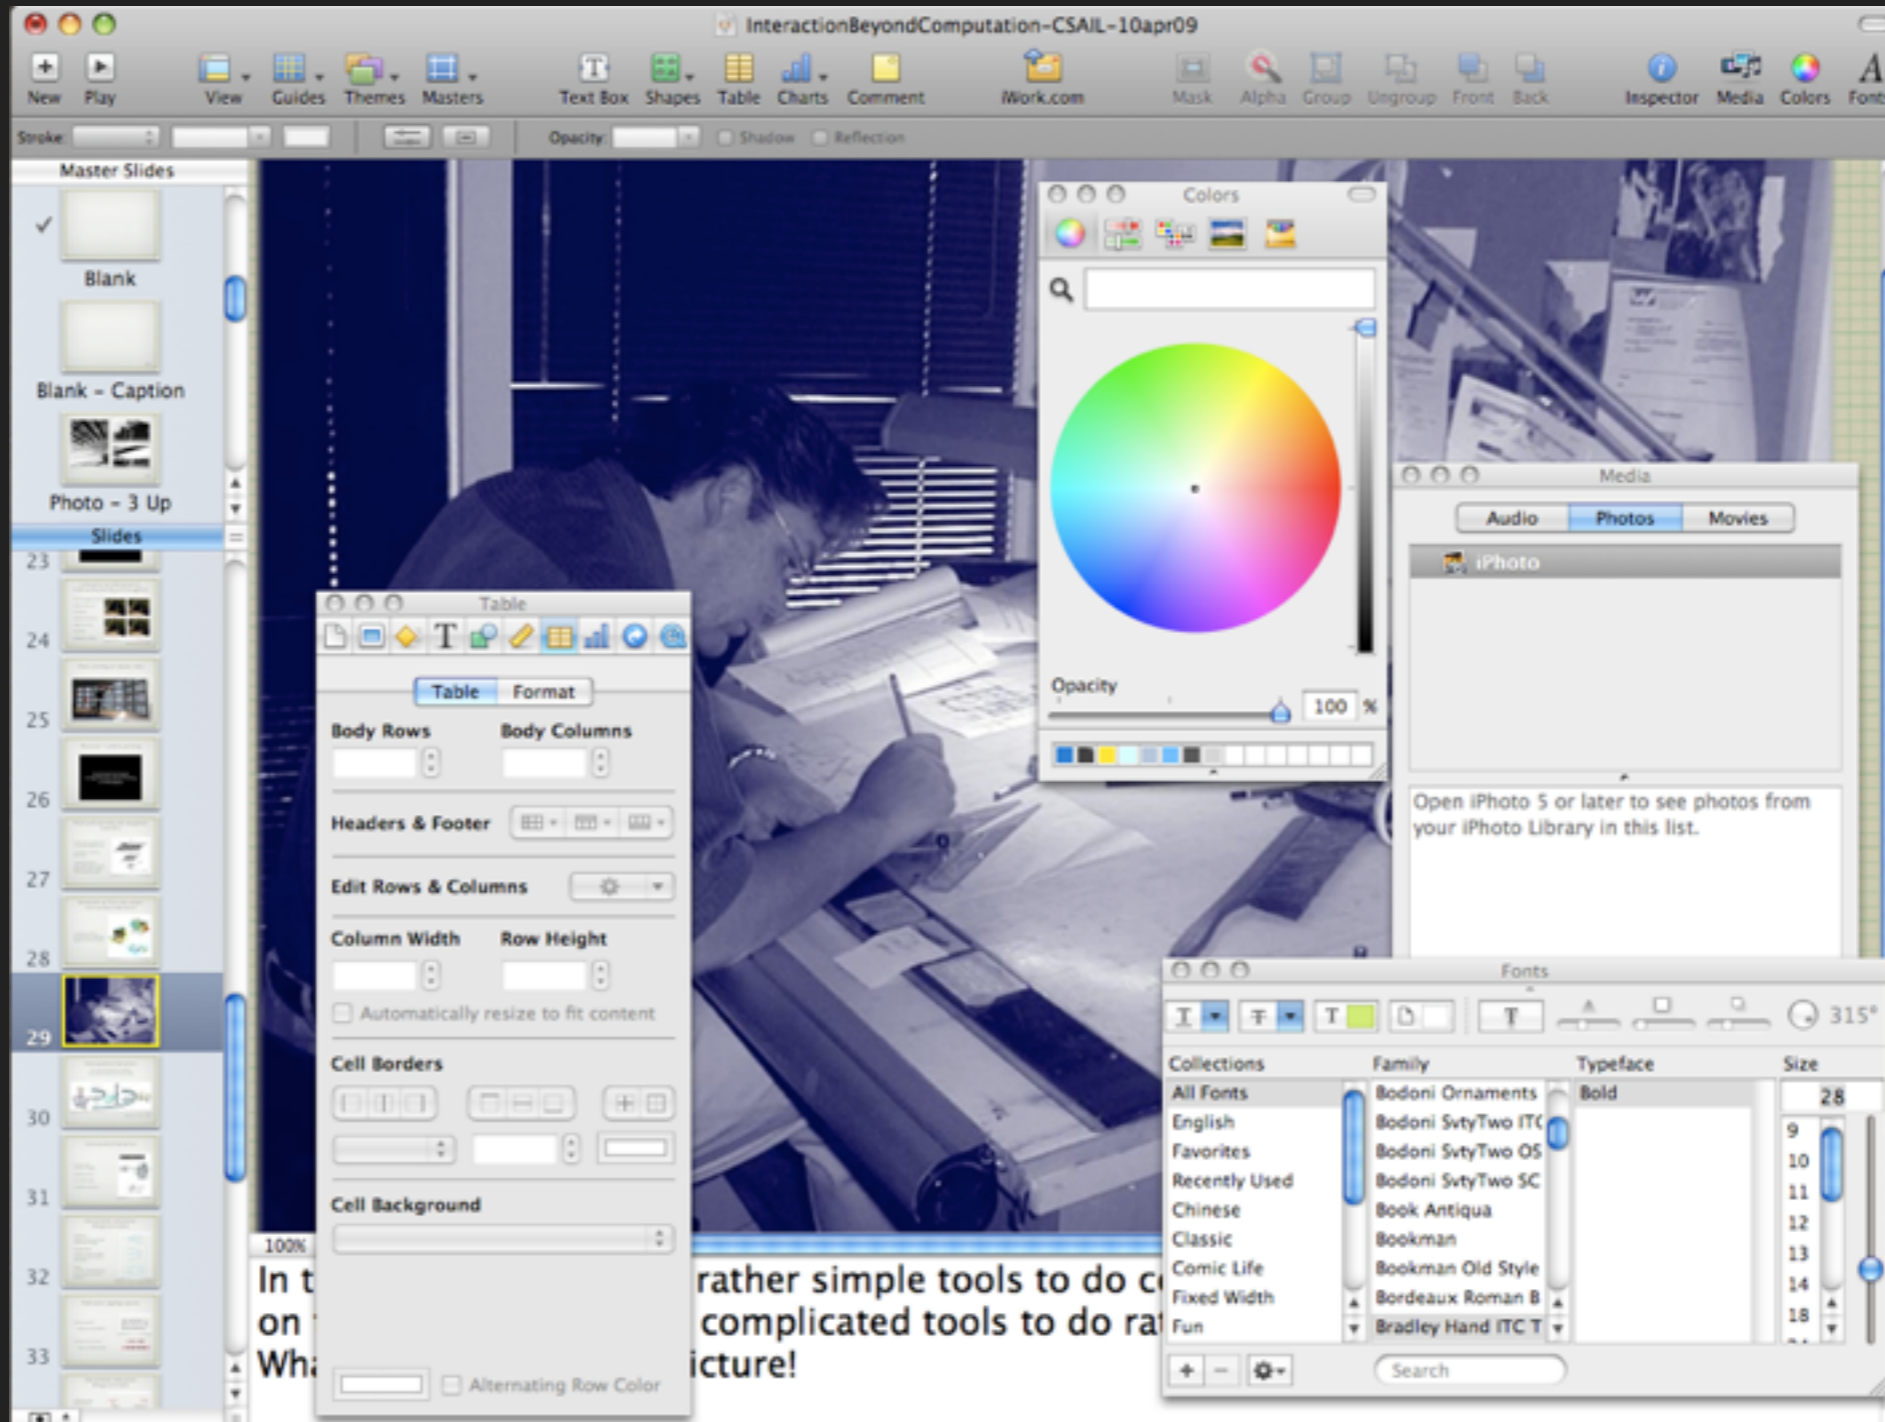 InteractionBeyondComputation-CSAIL-10apr09
New Play View Guides Themes Masters Text Box Shapes Table Charts Comment iWork.com Mask Alpha Group Ungroup Front Back Inspector Media Colors Fonts
Stroke: Opacity: Shadow Reflection
Master Slides
Blank
Blank – Caption
Photo – 3 Up
Slides
23
24
25
26
27
28
29
30
31
32
33
Colors
Opacity
100 %
Media
Audio Photos Movies
iPhoto
Open iPhoto 5 or later to see photos from
your iPhoto Library in this list.
Table
Table Format
Body Rows Body Columns
Headers & Footer
Edit Rows & Columns
Column Width Row Height
Automatically resize to fit content
Cell Borders
Cell Background
Alternating Row Color
Fonts
315°
Collections Family Typeface Size
All Fonts Bodoni Ornaments Bold 28
English Bodoni SvtyTwo ITC 9
Favorites Bodoni SvtyTwo OS 10
Recently Used Bodoni SvtyTwo SC 11
Chinese Book Antiqua 12
Classic Bookman 13
Comic Life Bookman Old Style 14
Fixed Width Bordeaux Roman B 18
Fun Bradley Hand ITC T
Search
100%
In t rather simple tools to do c
on complicated tools to do rat
Wha icture!